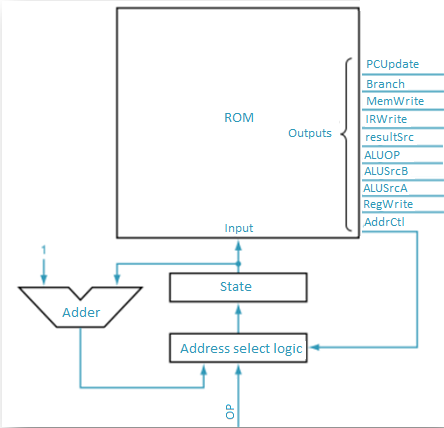 PCUpdate
Branch
MemWrite
ROM
IRWrite
Outputs
resultSrc
ALUOP
ALUSrcB
ALUSrcA
RegWrite
AddrCtl
Input
1
State
Adder
Address select logic
OP